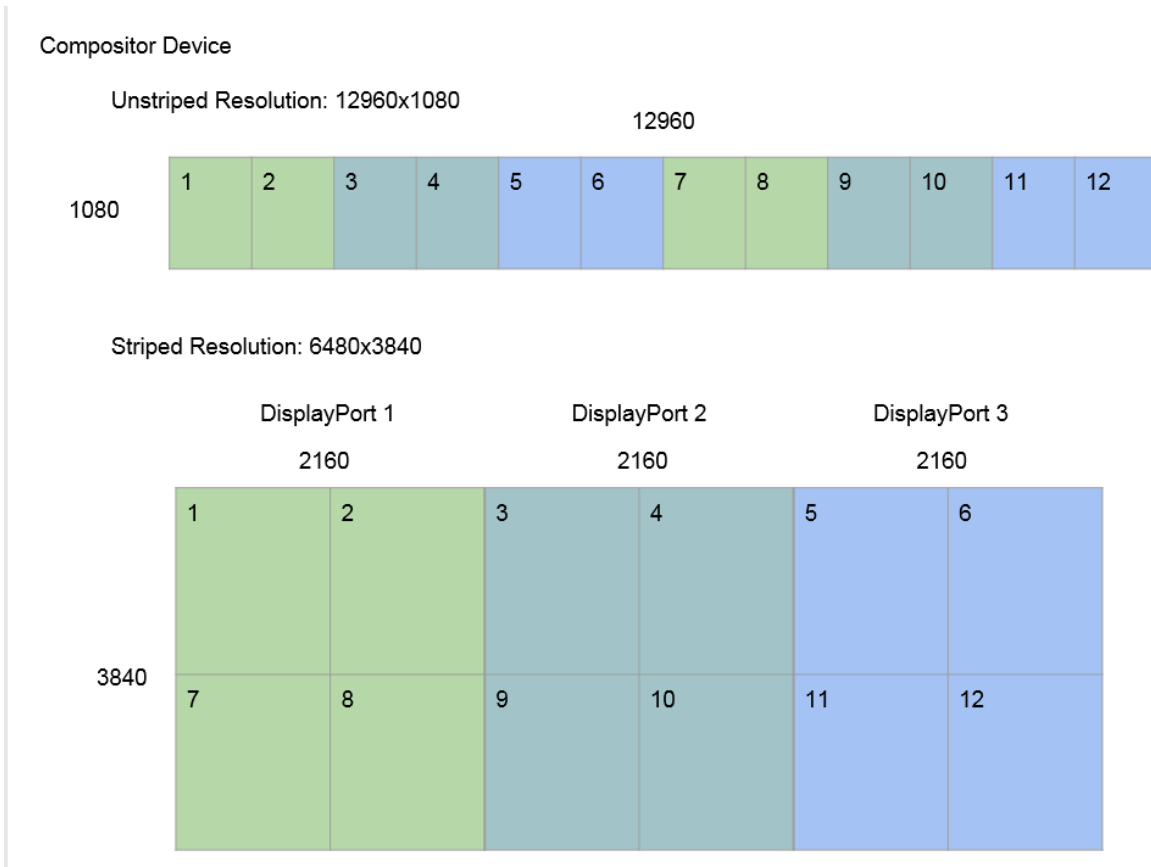 Compositor Device
Unstriped Resolution: 12960x1080
12960
1 2 3 4 5 6 7 8 9 10 11 12
1080
Striped Resolution: 6480x3840
DisplayPort 1 DisplayPort 2 DisplayPort 3
2160 2160 2160
1 2 3 4 5 6
3840
7 8 9 10 11 12